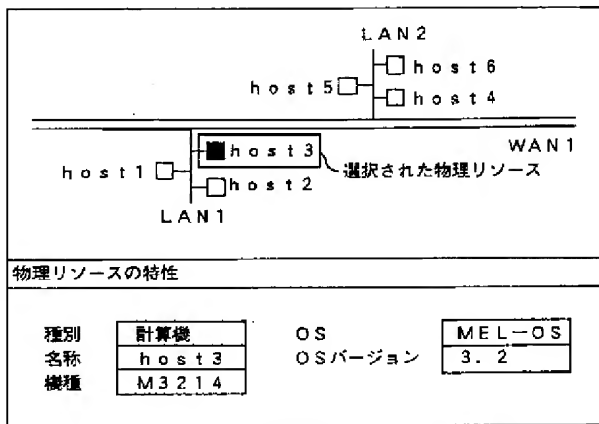 LAN2
host6
host5
host4
WAN1
host3
選択された物理リソース
host1
host2
LAN1
物理リソースの特性
種別 計算機 OS MEL-OS
名称 host3 OSバージョン 3.2
機種 M3214